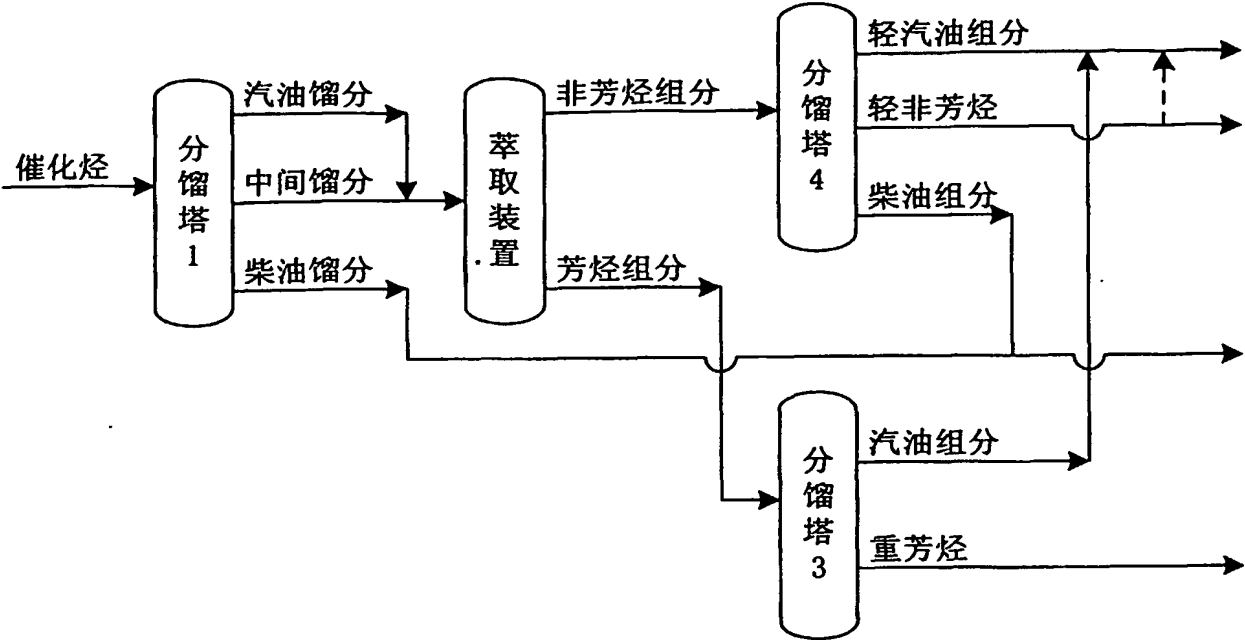 催化烃
分馏塔1
汽油馏分
中间馏分
柴油馏分
萃取装置
非芳烃组分
芳烃组分
分馏塔4
轻汽油组分
轻非芳烃
柴油组分
分馏塔3
汽油组分
重芳烃